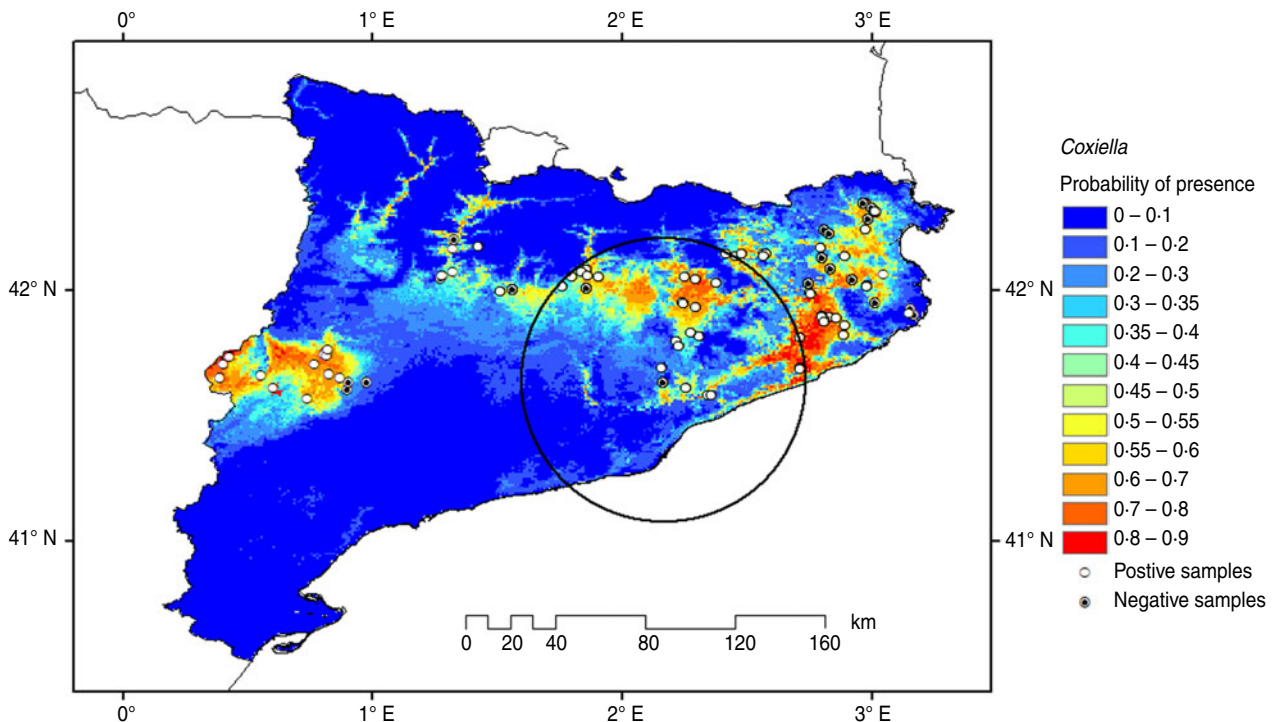 0° 1° E 2° E 3° E
Coxiella
Probability of presence
0 – 0·1
0·1 – 0·2
0·2 – 0·3
0·3 – 0·35
0·35 – 0·4
0·4 – 0·45
0·45 – 0·5
0·5 – 0·55
0·55 – 0·6
0·6 – 0·7
0·7 – 0·8
0·8 – 0·9
Postive samples
Negative samples
42° N 42° N
41° N 41° N
km
0 20 40 80 120 160
0° 1° E 2° E 3° E